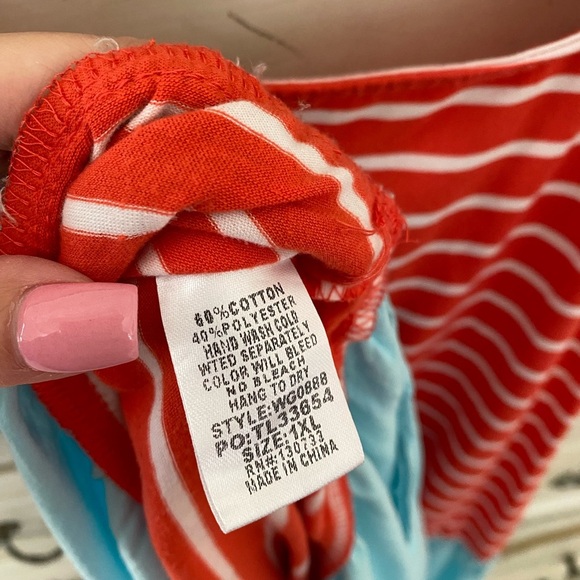 60%COTTON
40%POLYESTER
HAND WASH COLD
WTED SEPARATELY
COLOR WILL BLEED
NO BLEACH
HANG TO DRY
STYLE:WG0888
PO:TL33654
SIZE:1XL
RN#:130733
MADE IN CHINA